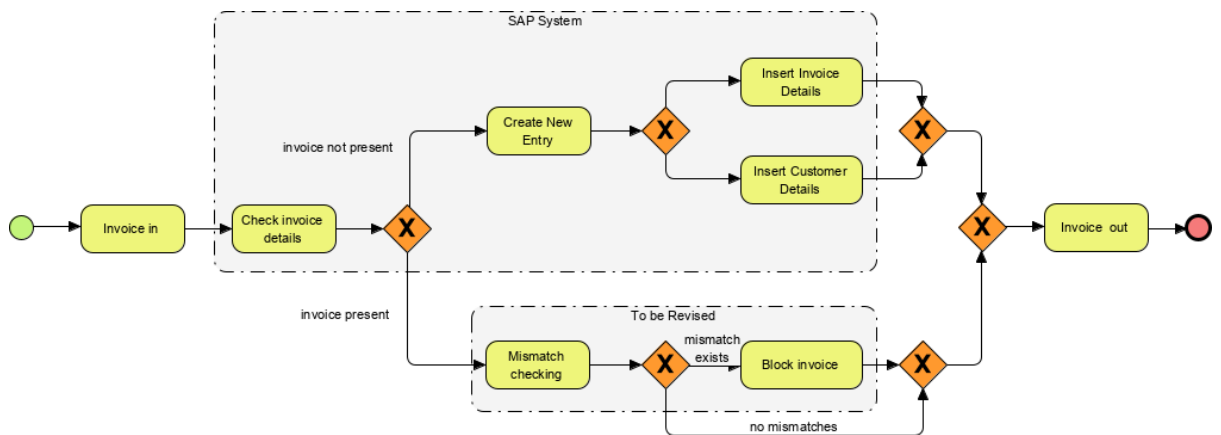 SAP System
Insert Invoice
Details
Create New
Entry
X
X
invoice not present
Insert Customer
Details
Invoice in
Check invoice
details
X
X
Invoice out
invoice present
To be Revised
Mismatch
checking
X
mismatch
exists
Block invoice
X
no mismatches